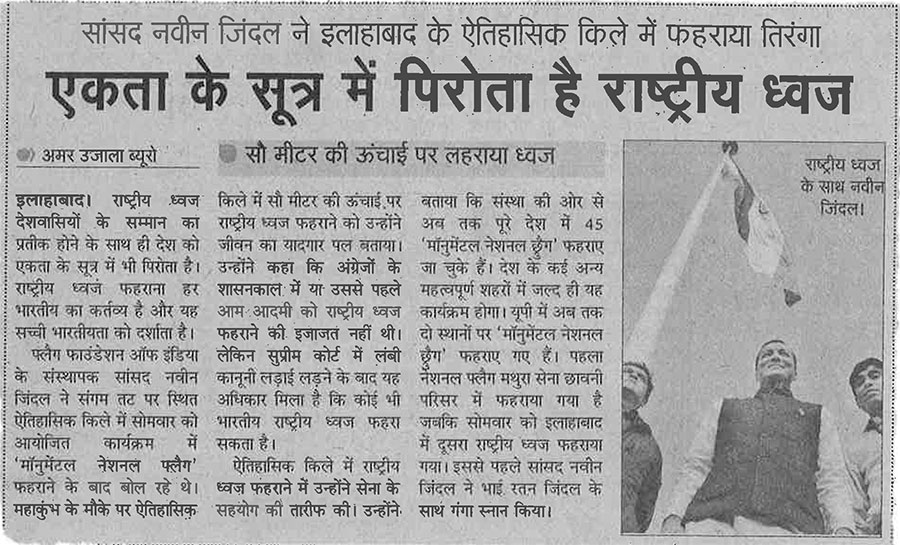 सांसद नवीन जिंदल ने इलाहाबाद के ऐतिहासिक किले में फहराया तिरंगा
एकता के सूत्र में पिरोता है राष्ट्रीय ध्वज
अमर उजाला ब्यूरो
सौ मीटर की ऊंचाई पर लहराया ध्वज
इलाहाबाद। राष्ट्रीय ध्वज
देशवासियों के सम्मान का
प्रतीक होने के साथ ही देश को
एकता के सूत्र में भी पिरोता है।
राष्ट्रीय ध्वज फहराना हर
भारतीय का कर्तव्य है और यह
सच्ची भारतीयता को दर्शाता है।
फ्लैग फाउंडेशन ऑफ इंडिया
के संस्थापक सांसद नवीन
जिंदल ने संगम तट पर स्थित
ऐतिहासिक किले में सोमवार को
आयोजित कार्यक्रम में
'मॉनुमेंटल नेशनल फ्लैग'
फहराने के बाद बोल रहे थे।
महाकुंभ के मौके पर ऐतिहासिक
किले में सौ मीटर की ऊंचाई पर
राष्ट्रीय ध्वज फहराने को उन्होंने
जीवन का यादगार पल बताया।
उन्होंने कहा कि अंग्रेजों के
शासनकाल में या उससे पहले
आम आदमी को राष्ट्रीय ध्वज
फहराने की इजाजत नहीं थी।
लेकिन सुप्रीम कोर्ट में लंबी
कानूनी लड़ाई लड़ने के बाद यह
अधिकार मिला है कि कोई भी
भारतीय राष्ट्रीय ध्वज फहरा
सकता है।
ऐतिहासिक किले में राष्ट्रीय
ध्वज फहराने में उन्होंने सेना के
सहयोग की तारीफ की। उन्होंने
बताया कि संस्था की ओर से
अब तक पूरे देश में 45
'मॉनुमेंटल नेशनल फ़्लैग' फहराए
जा चुके हैं। देश के कई अन्य
महत्वपूर्ण शहरों में जल्द ही यह
कार्यक्रम होगा। यूपी में अब तक
दो स्थानों पर 'मॉनुमेंटल नेशनल
फ़्लैग' फहराए गए हैं। पहला
नेशनल फ्लैग मथुरा सेना छावनी
परिसर में फहराया गया है
जबकि सोमवार को इलाहाबाद
में दूसरा राष्ट्रीय ध्वज फहराया
गया। इससे पहले सांसद नवीन
जिंदल ने भाई रतन जिंदल के
साथ गंगा स्नान किया।
राष्ट्रीय ध्वज
के साथ नवीन
जिंदल।